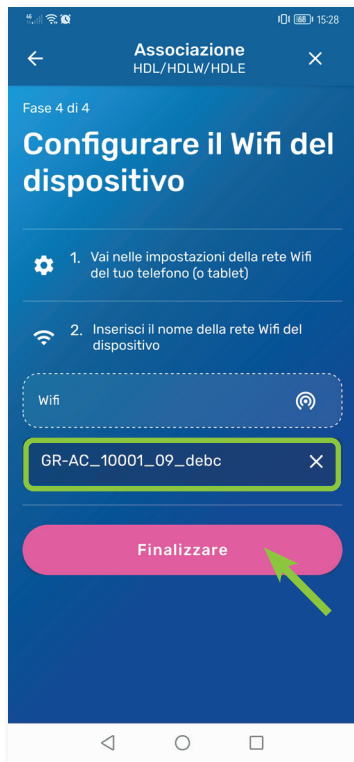 46
68 15:28
Associazione
HDL/HDLW/HDLE
Fase 4 di 4
Configurare il Wifi del
dispositivo
1. Vai nelle impostazioni della rete Wifi
del tuo telefono (o tablet)
2. Inserisci il nome della rete Wifi del
dispositivo
Wifi
GR-AC_10001_09_debc
Finalizzare